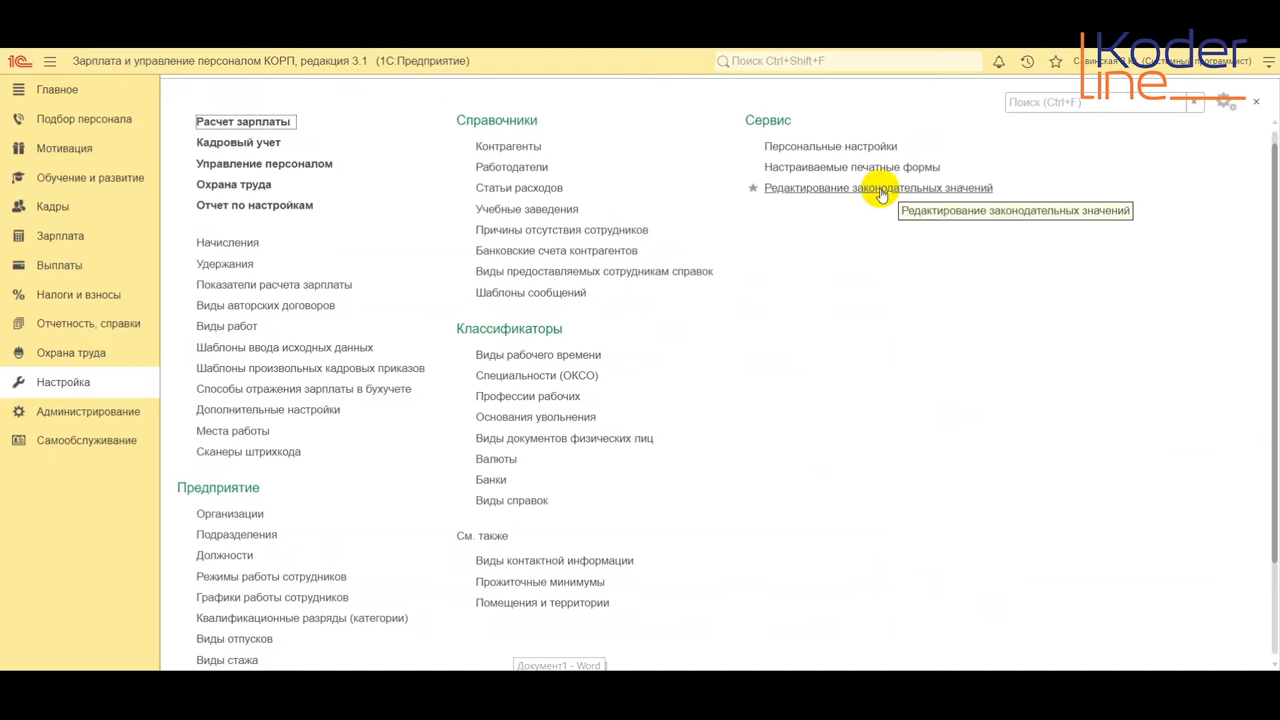 Koder
line
1С Зарплата и управление персоналом КОРП, редакция 3.1 (1С:Предприятие)
Поиск Ctrl+Shift+F
(Системный программист)
Главное
Подбор персонала
Мотивация
Обучение и развитие
Кадры
Зарплата
Выплаты
Налоги и взносы
Отчетность, справки
Охрана труда
Настройка
Администрирование
Самообслуживание
Поиск (Ctrl+F)
×
Расчет зарплаты
Кадровый учет
Управление персоналом
Охрана труда
Отчет по настройкам
Начисления
Удержания
Показатели расчета зарплаты
Виды авторских договоров
Виды работ
Шаблоны ввода исходных данных
Шаблоны произвольных кадровых приказов
Способы отражения зарплаты в бухучете
Дополнительные настройки
Места работы
Сканеры штрихкода
Предприятие
Организации
Подразделения
Должности
Режимы работы сотрудников
Графики работы сотрудников
Квалификационные разряды (категории)
Виды отпусков
Виды стажа
Справочники
Контрагенты
Работодатели
Статьи расходов
Учебные заведения
Причины отсутствия сотрудников
Банковские счета контрагентов
Виды предоставляемых сотрудникам справок
Шаблоны сообщений
Классификаторы
Виды рабочего времени
Специальности (ОКСО)
Профессии рабочих
Основания увольнения
Виды документов физических лиц
Валюты
Банки
Виды справок
См. также
Виды контактной информации
Прожиточные минимумы
Помещения и территории
Документ1 - Word
Сервис
Персональные настройки
Настраиваемые печатные формы
Редактирование законодательных значений
Редактирование законодательных значений